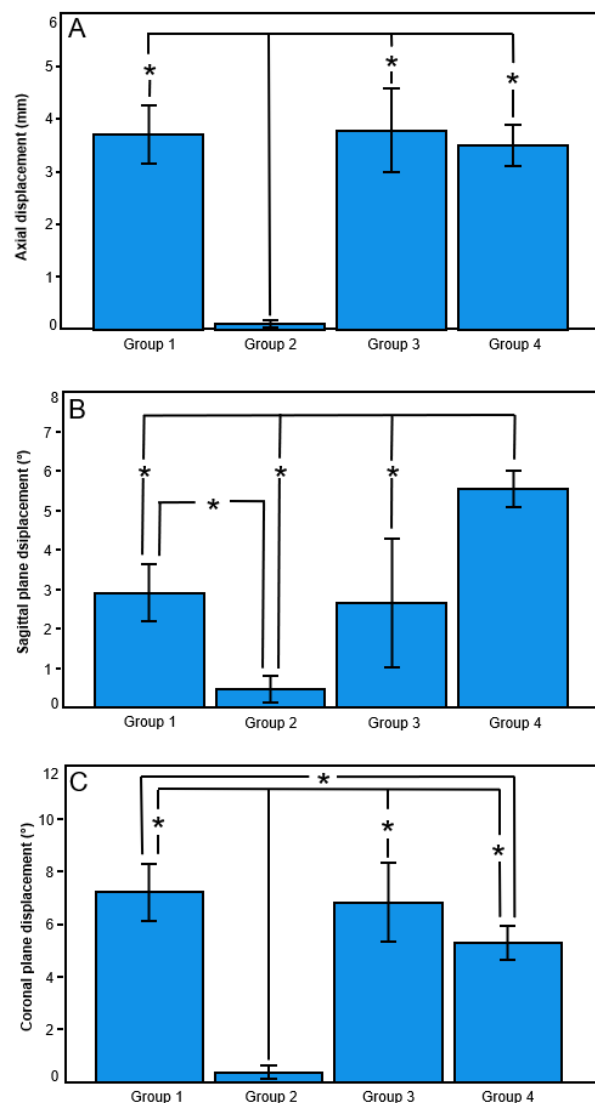 A
Axial displacement (mm)
6
5
4
3
2
1
0
*
*
*
Group 1
Group 2
Group 3
Group 4
B
Sagittal plane dsiplacement (°)
8
7
6
5
4
3
2
1
0
*
*
*
*
Group 1
Group 2
Group 3
Group 4
C
Coronal plane displacement (°)
12
10
8
6
4
2
0
*
*
*
*
Group 1
Group 2
Group 3
Group 4